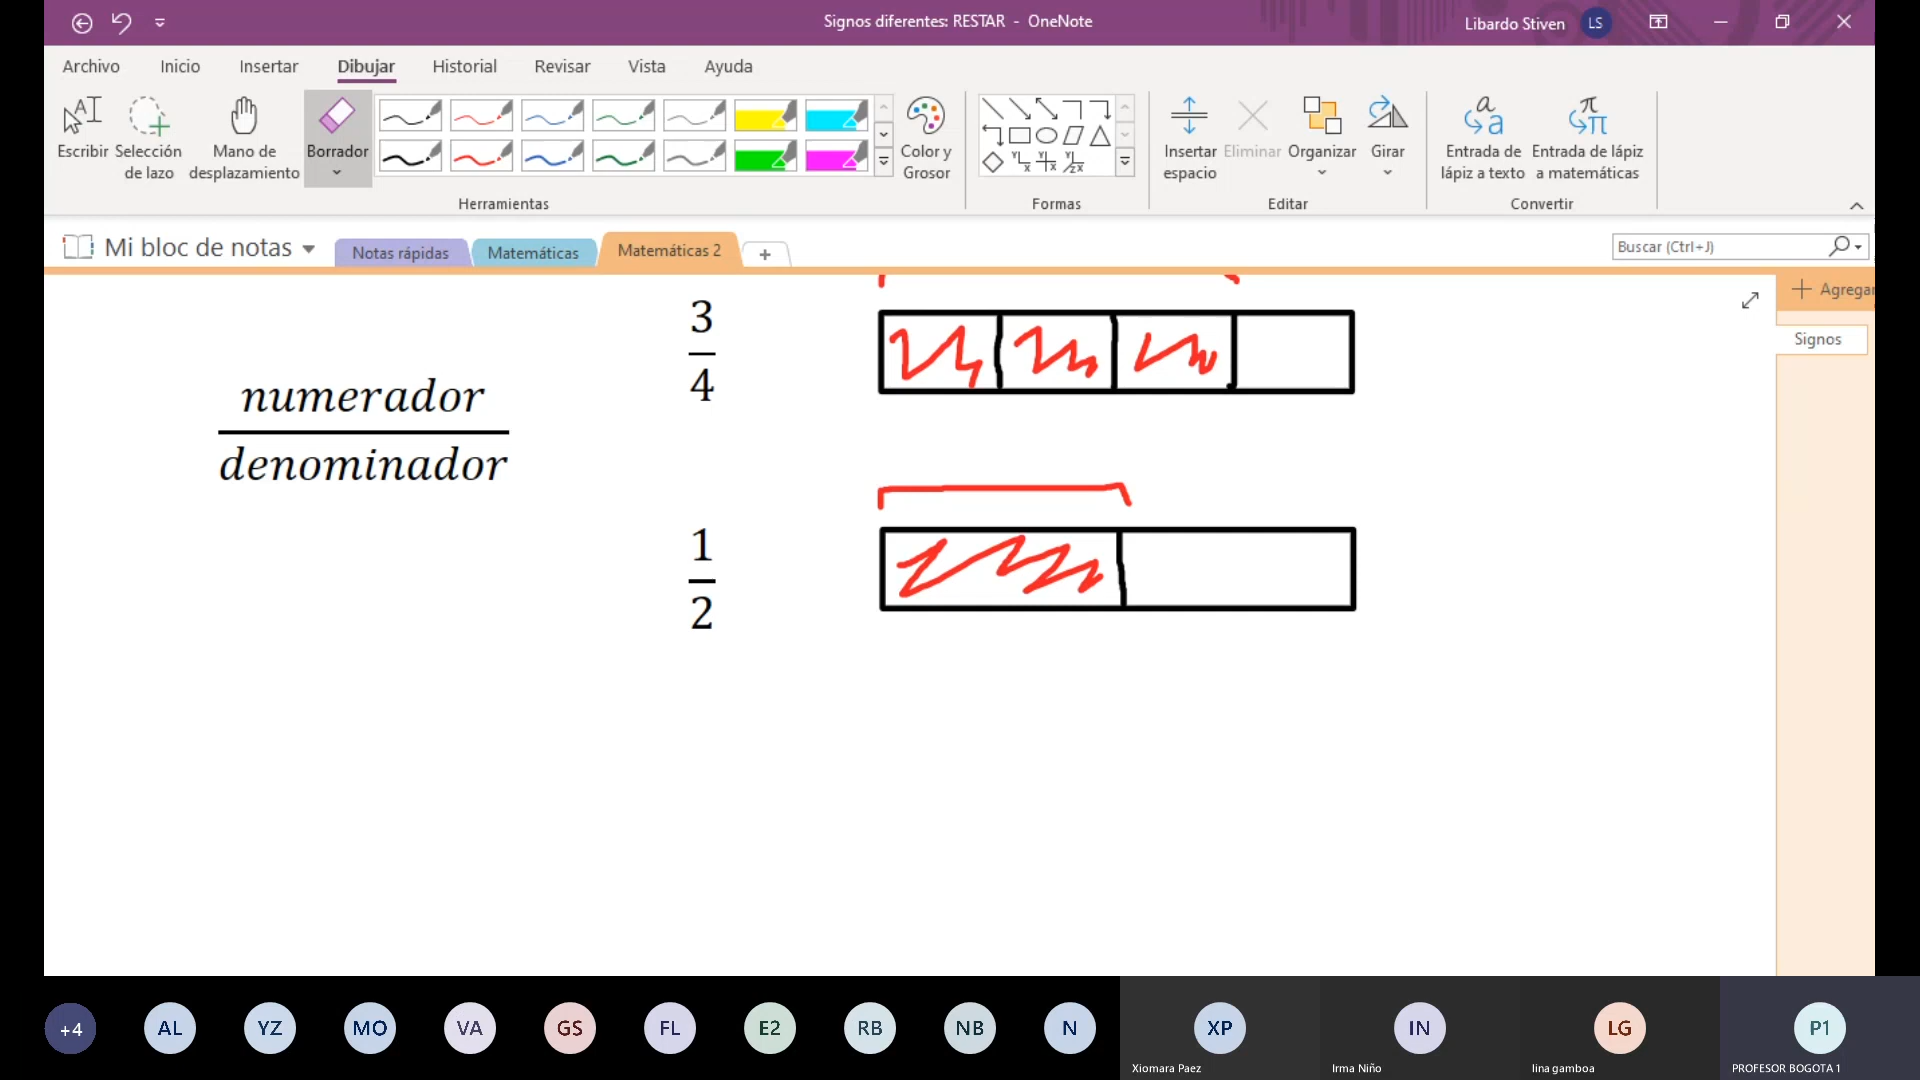 Signos diferentes: RESTAR - OneNote
Libardo Stiven
LS
Archivo
Inicio
Insertar
Dibujar
Historial
Revisar
Vista
Ayuda
Escribir
Selección
de lazo
Mano de
desplazamiento
Borrador
Color y
Grosor
Insertar
espacio
Eliminar
Organizar
Girar
Entrada de
lápiz a texto
Entrada de lápiz
a matemáticas
Herramientas
Formas
Editar
Convertir
Mi bloc de notas
Notas rápidas
Matemáticas
Matemáticas 2
Buscar (Ctrl+J)
Agregar
Signos
numerador
denominador
3
4
1
2
+4
AL
YZ
MO
VA
GS
FL
E2
RB
NB
N
XP
Xiomara Paez
IN
Irma Niño
LG
lina gamboa
P1
PROFESOR BOGOTA 1